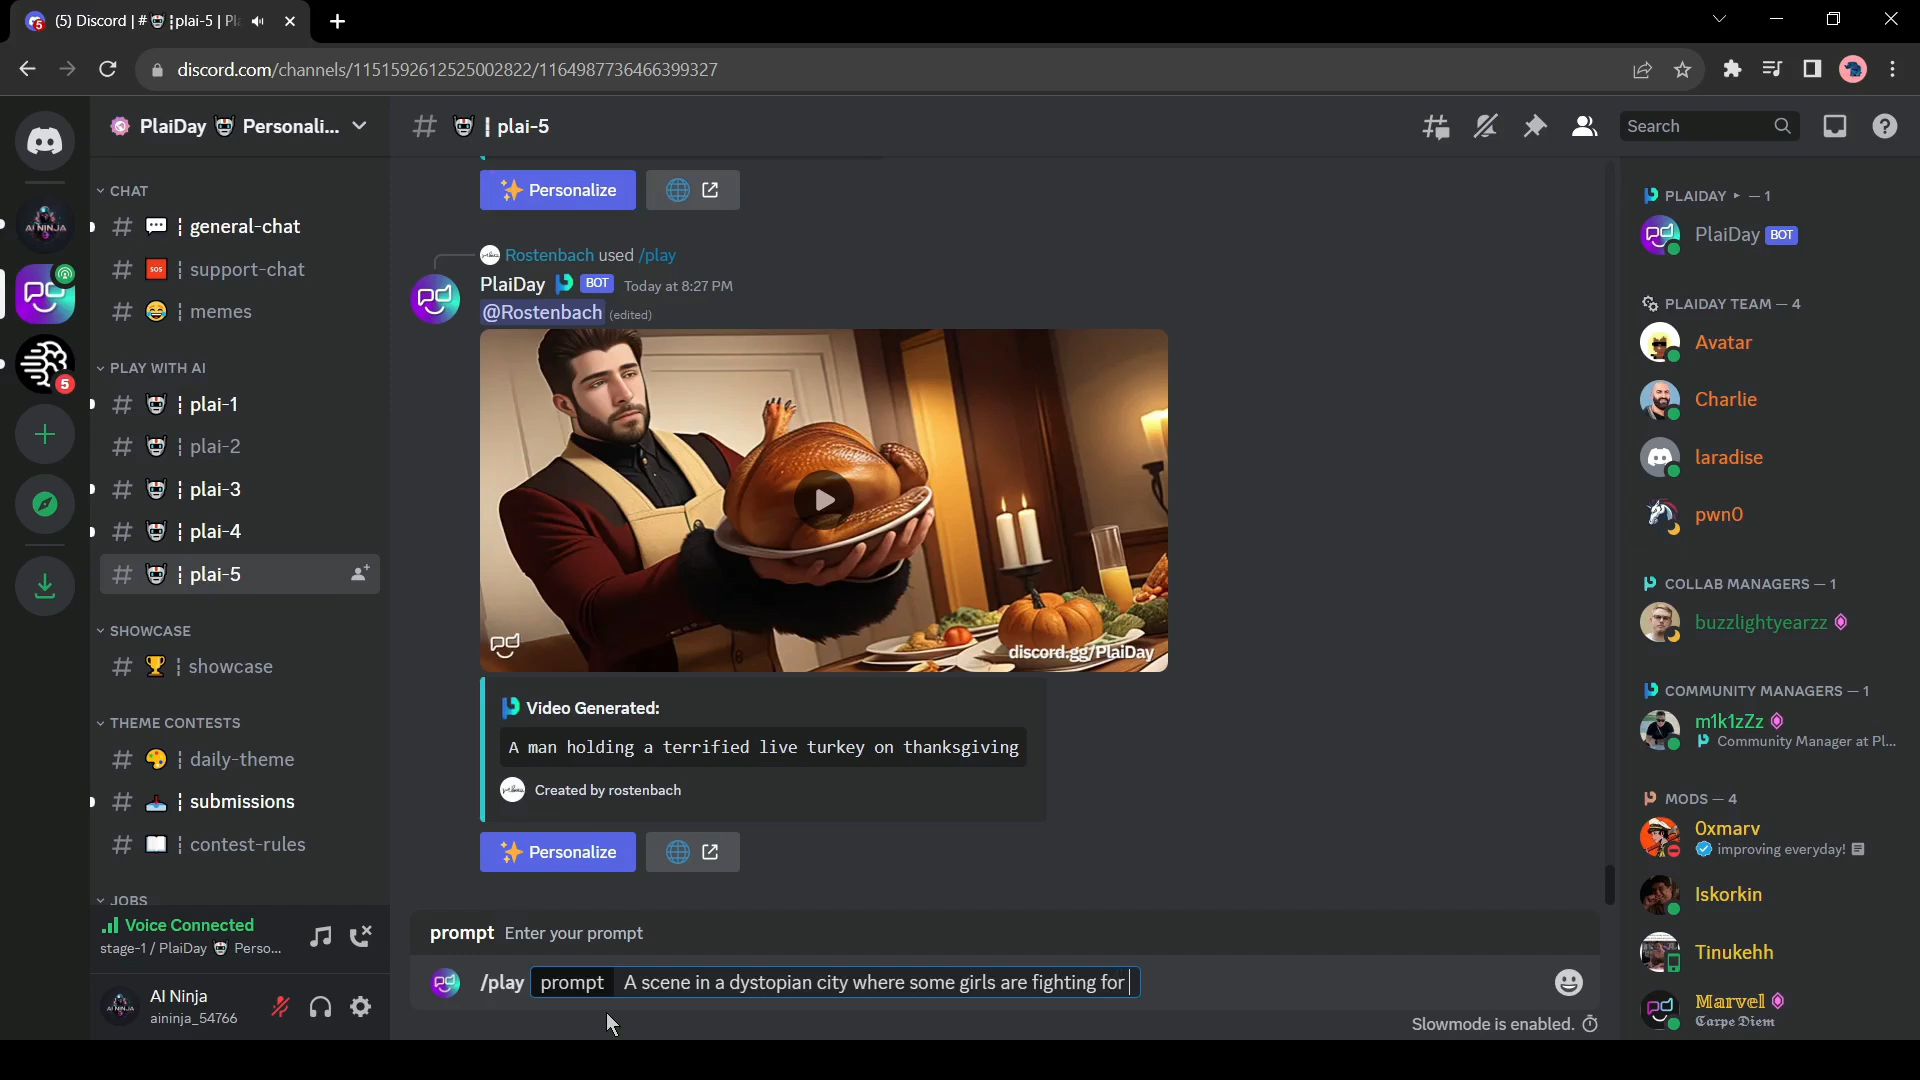 (5) Discord | # ¦ plai-5 | Pl
discord.com/channels/1151592612525002822/1164987736466399327
PlaiDay Personali...
| plai-5
Search
CHAT
general-chat
support-chat
memes
PLAY WITH AI
plai-1
plai-2
plai-3
plai-4
plai-5
SHOWCASE
showcase
THEME CONTESTS
daily-theme
submissions
contest-rules
JOBS
Voice Connected
stage-1 / PlaiDay Perso...
AI Ninja
aininja_54766
AI NINJA
5
Personalize
Rostenbach used /play
PlaiDay BOT Today at 8:27 PM
@Rostenbach (edited)
discord.gg/PlaiDay
Video Generated:
A man holding a terrified live turkey on thanksgiving
Created by rostenbach
Personalize
prompt Enter your prompt
/play prompt A scene in a dystopian city where some girls are fighting for
Slowmode is enabled.
PLAIDAY — 1
PlaiDay BOT
PLAIDAY TEAM — 4
Avatar
Charlie
laradise
pwn0
COLLAB MANAGERS — 1
buzzlightyearzz
COMMUNITY MANAGERS — 1
m1k1zZz
Community Manager at Pl...
MODS — 4
0xmarv
improving everyday!
Iskorkin
Tinukehh
Marvel
Carpe Diem